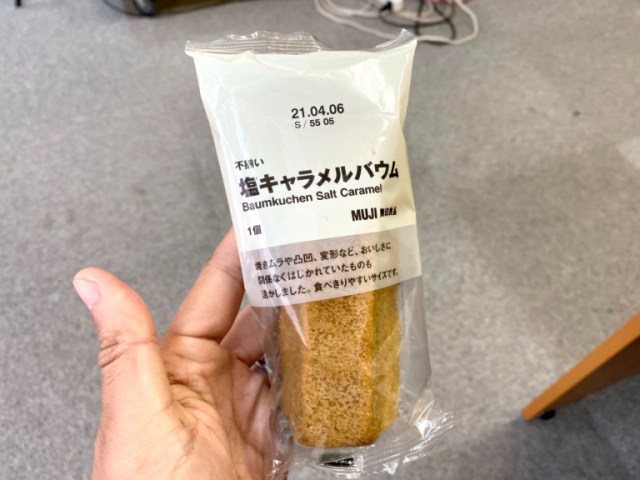 21.04.06
S / 55 05
不揃い
塩キャラメルバウム
Baumkuchen Salt Caramel
MUJI 無印良品
1個
焼きムラや凸凹、変形など、おいしさに
関係なくはじかれていたものも
活かしました。食べきりやすいサイズです。